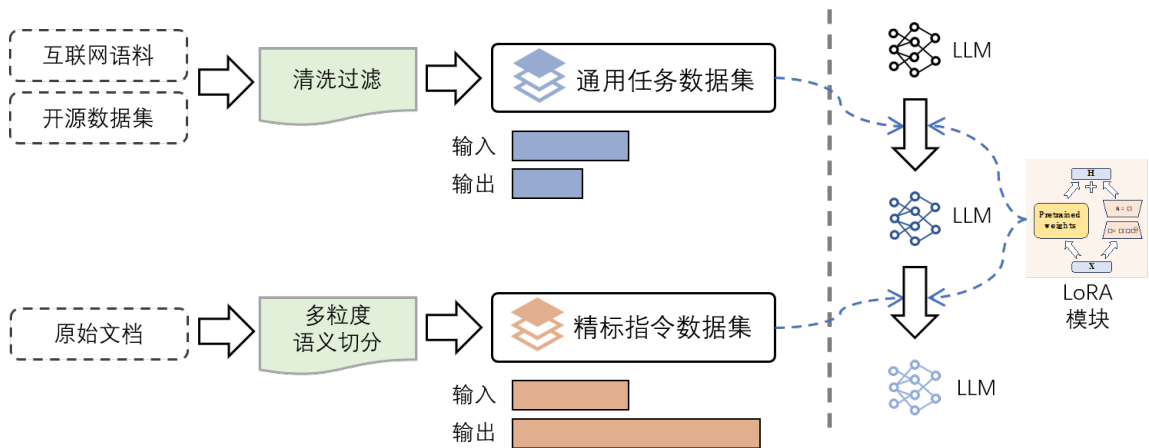 互联网语料
开源数据集
清洗过滤
通用任务数据集
输入
输出
原始文档
多粒度
语义切分
精标指令数据集
输入
输出
LLM
LLM
LLM
H
+
Pretrained
weights
X
LoRA
模块